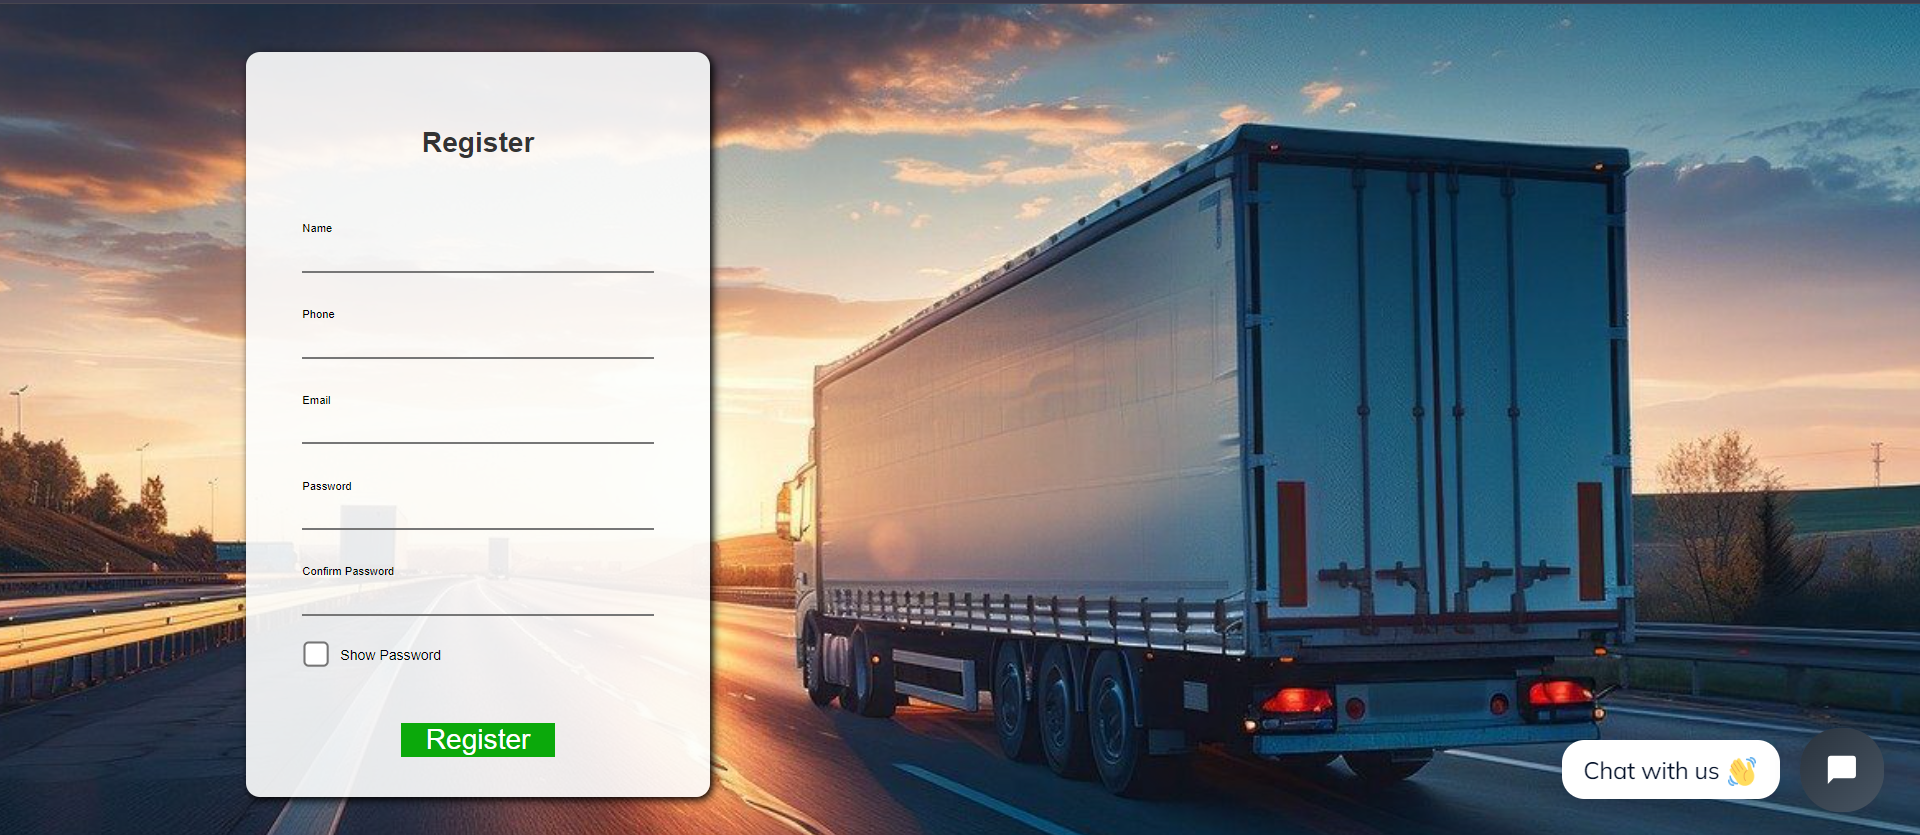 Register
Name
Phone
Email
Password
Confirm Password
Show Password
Register
Chat with us 👋